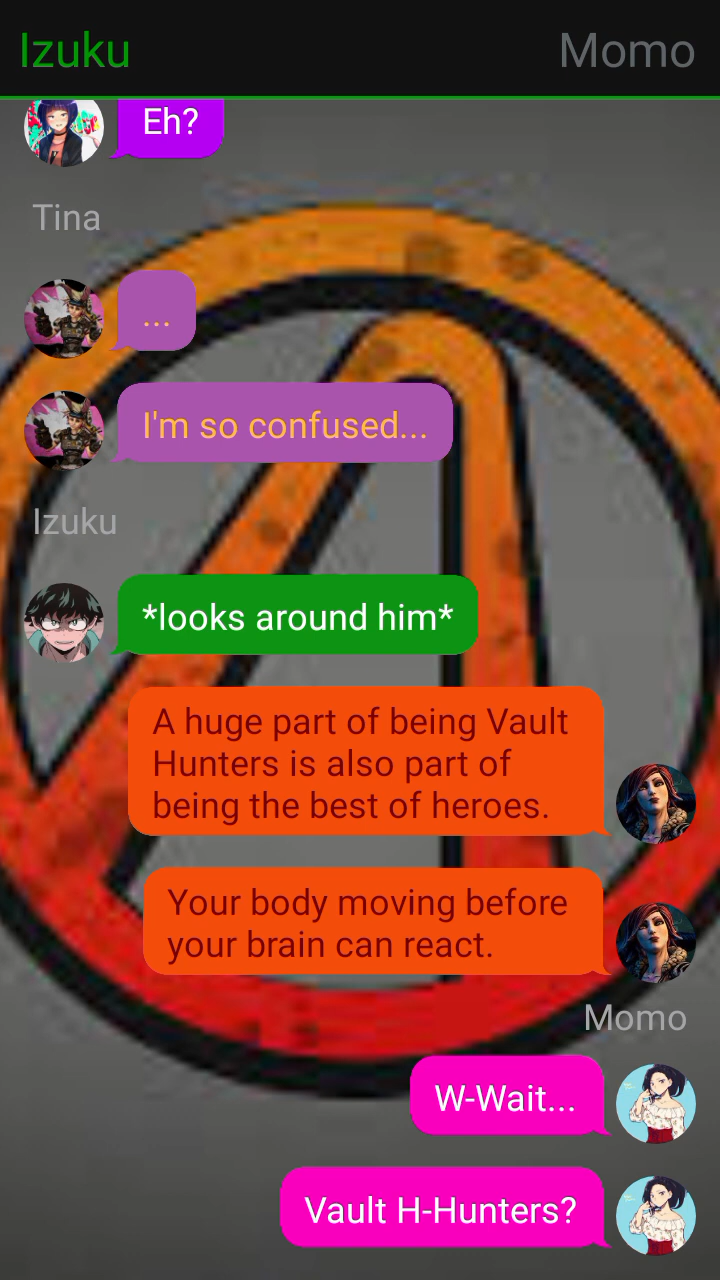 Izuku
Momo
Eh?
Tina
...
I'm so confused...
Izuku
*looks around him*
A huge part of being Vault
Hunters is also part of
being the best of heroes.
Your body moving before
your brain can react.
Momo
W-Wait...
Vault H-Hunters?